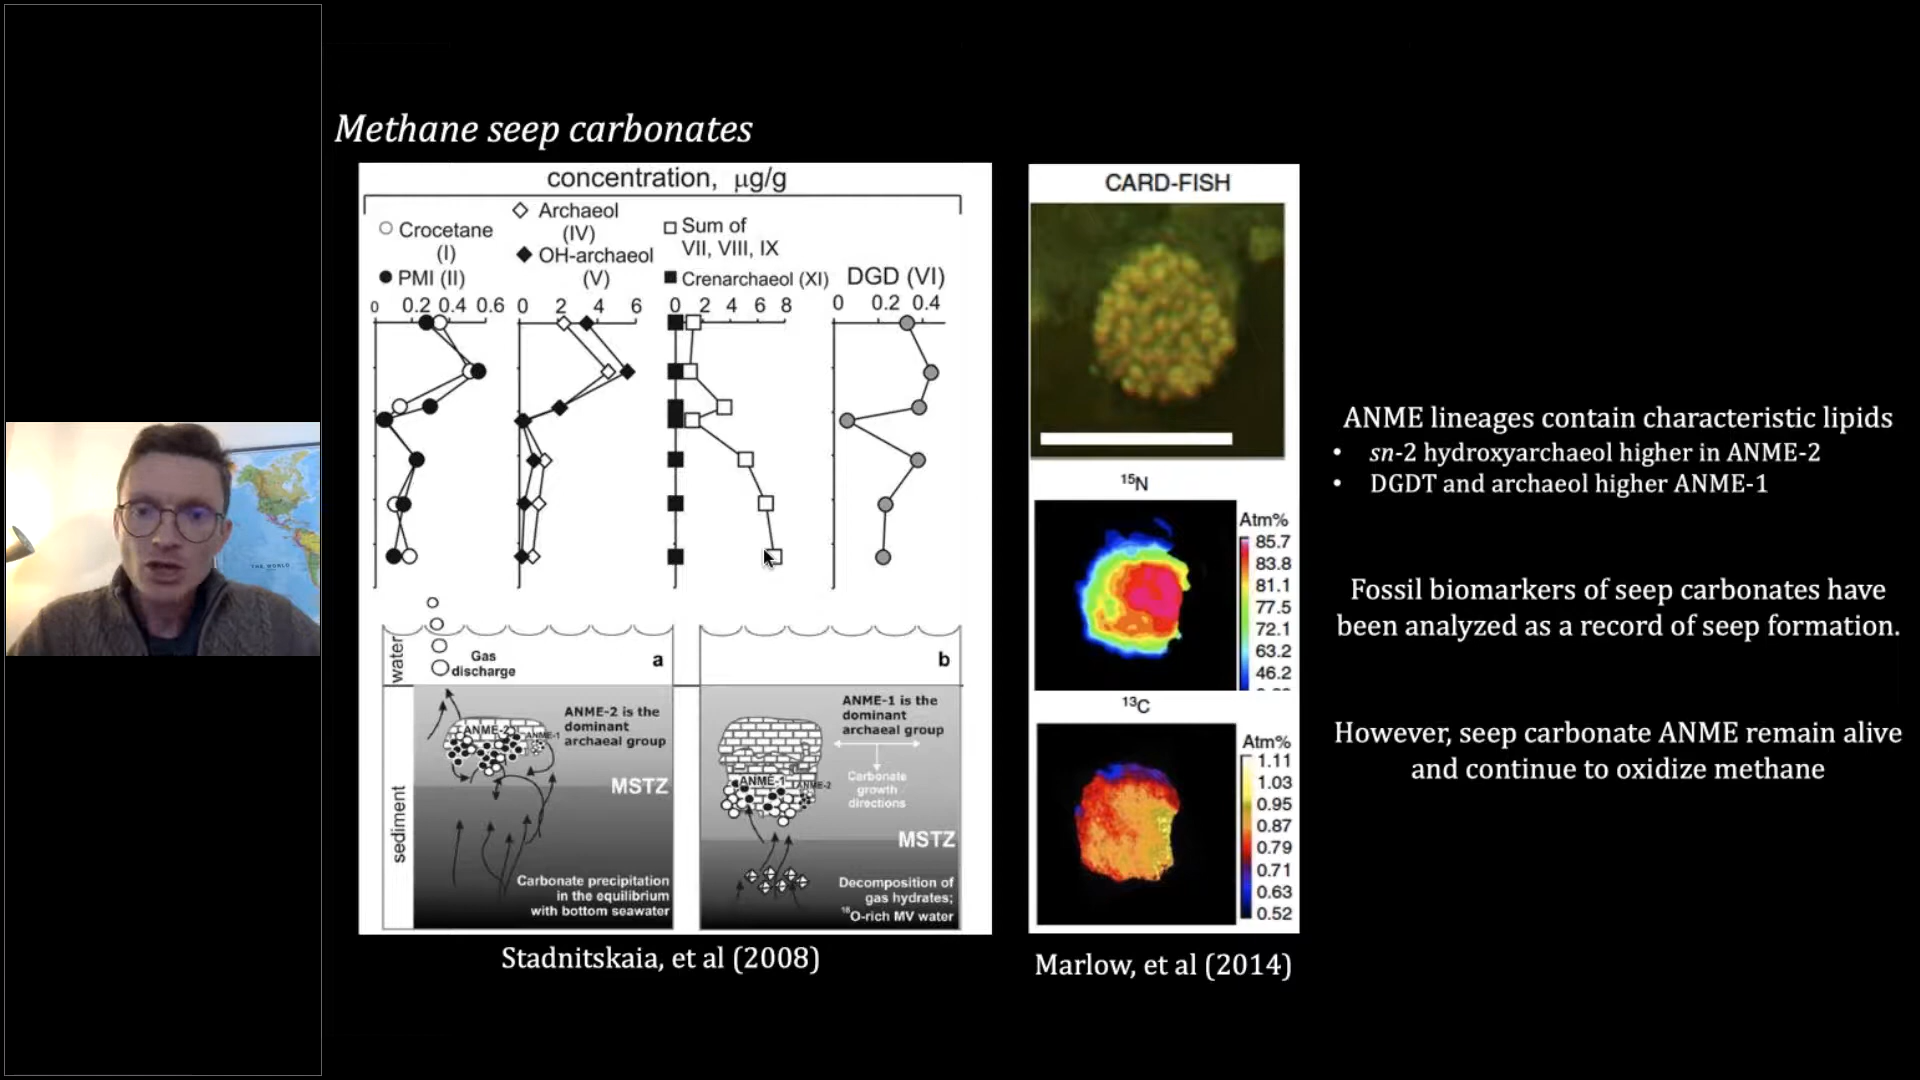 Methane seep carbonates
concentration, μg/g
Crocetane
(I)
PMI (II)
Archaeol
(IV)
OH-archaeol
(V)
Sum of
VII, VIII, IX
Crenarchaeol (XI)
DGD (VI)
0 0.2 0.4 0.6
0 2 4 6
0 2 4 6 8
0 0.2 0.4
water
Gas
discharge
a
sediment
ANME-2
ANME-1
ANME-2 is the
dominant
archaeal group
MSTZ
Carbonate precipitation
in the equilibrium
with bottom seawater
b
ANME-1 is the
dominant
archaeal group
ANME-1
ANME-2
Carbonate
growth
directions
MSTZ
Decomposition of
gas hydrates;
18O-rich MV water
Stadnitskaia, et al (2008)
CARD-FISH
15N
Atm%
85.7
83.8
81.1
77.5
72.1
63.2
46.2
13C
Atm%
1.11
1.03
0.95
0.87
0.79
0.71
0.63
0.52
Marlow, et al (2014)
ANME lineages contain characteristic lipids
• sn-2 hydroxyarchaeol higher in ANME-2
• DGDT and archaeol higher ANME-1
Fossil biomarkers of seep carbonates have
been analyzed as a record of seep formation.
However, seep carbonate ANME remain alive
and continue to oxidize methane
THE WORLD